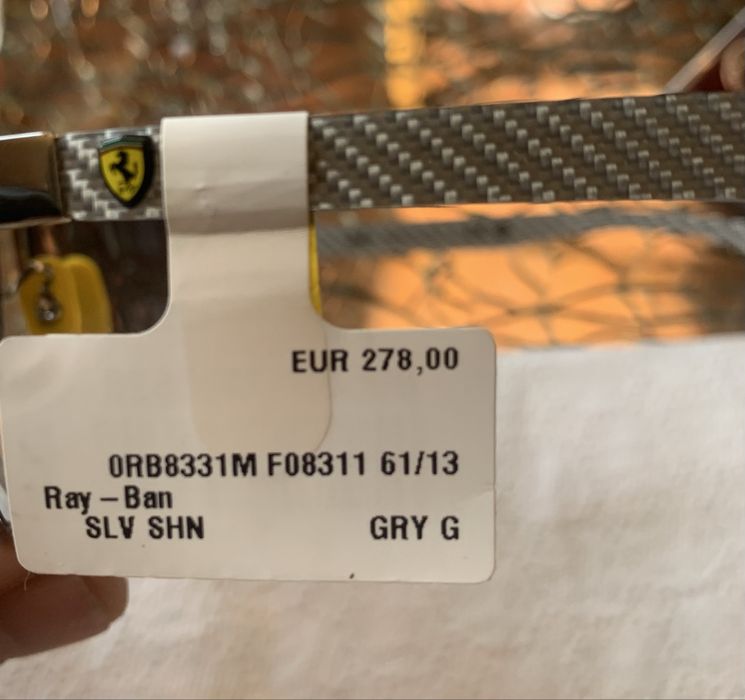 EUR 278,00
0RB8331M F08311 61/13
Ray-Ban
SLV SHN GRY G